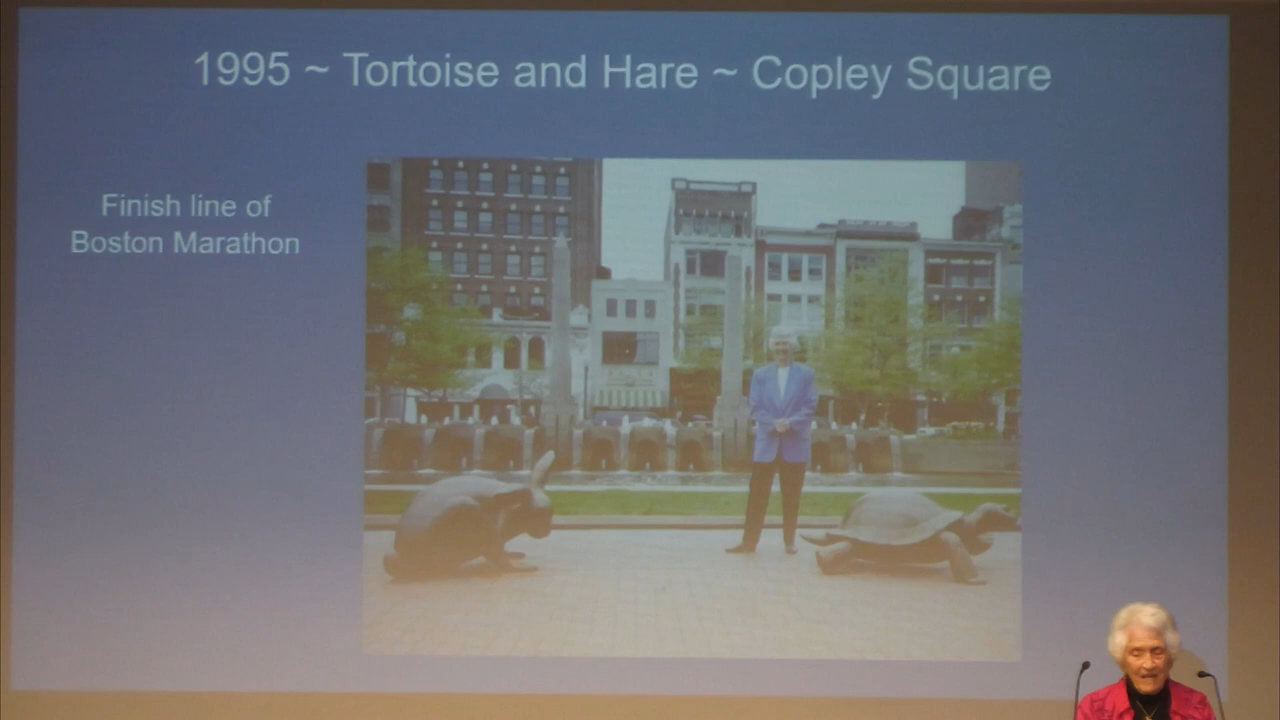 1995 ~ Tortoise and Hare ~ Copley Square
Finish line of
Boston Marathon